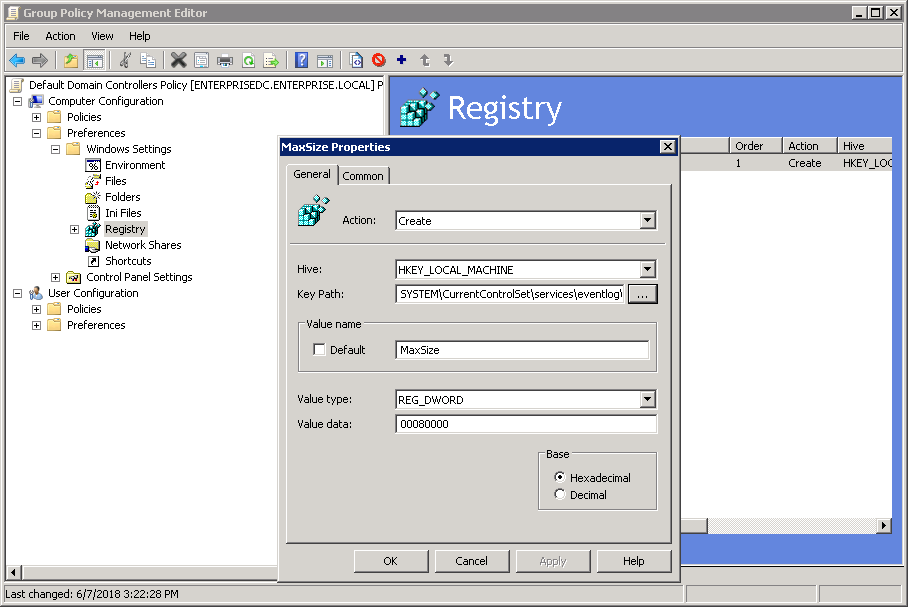 Group Policy Management Editor
File Action View Help
Default Domain Controllers Policy [ENTERPRISEDC.ENTERPRISE.LOCAL] P
Computer Configuration
Policies
Preferences
Windows Settings
Environment
Files
Folders
Ini Files
Registry
Network Shares
Shortcuts
Control Panel Settings
User Configuration
Policies
Preferences
Registry
Order Action Hive
1 Create HKEY_LOC
MaxSize Properties
General Common
Action: Create
Hive: HKEY_LOCAL_MACHINE
Key Path: SYSTEM\CurrentControlSet\services\eventlog\ ...
Value name
Default MaxSize
Value type: REG_DWORD
Value data: 00080000
Base
Hexadecimal
Decimal
OK Cancel Apply Help
Last changed: 6/7/2018 3:22:28 PM